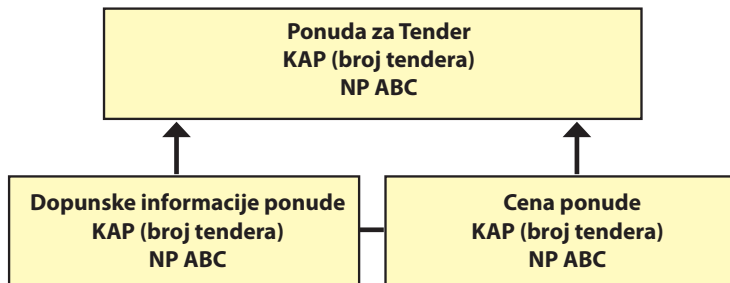 Ponuda za Tender
KAP (broj tendera)
NP ABC
Dopunske informacije ponude
KAP (broj tendera)
NP ABC
Cena ponude
KAP (broj tendera)
NP ABC